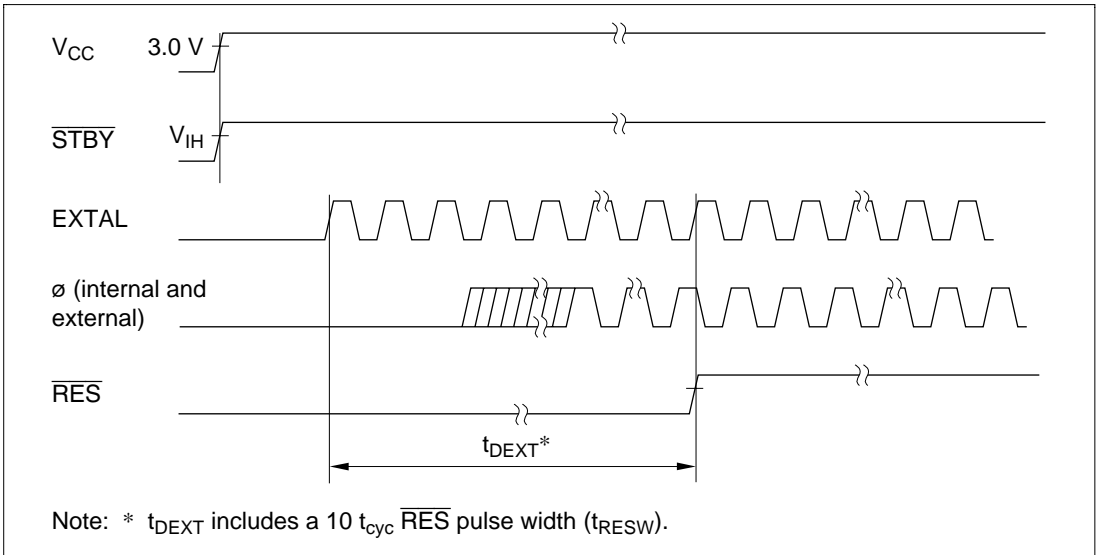 VCC 3.0 V
STBY VIH
EXTAL
ø (internal and
external)
RES
tDEXT*
Note: * tDEXT includes a 10 tcyc RES pulse width (tRESW).